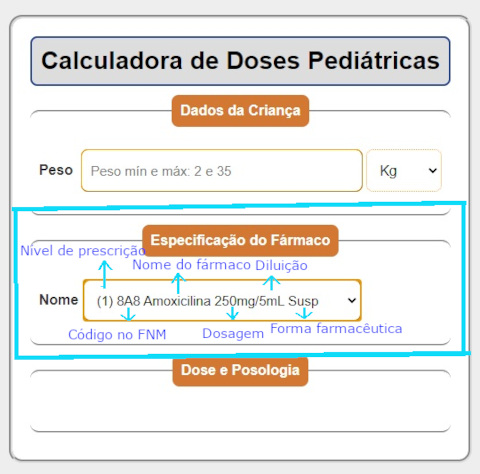 Calculadora de Doses Pediátricas
Dados da Criança
Peso Peso mín e máx: 2 e 35 Kg
Especificação do Fármaco
Nível de prescrição
Nome do fármaco Diluição
Nome (1) 8A8 Amoxicilina 250mg/5mL Susp
Código no FNM Dosagem Forma farmacêutica
Dose e Posologia